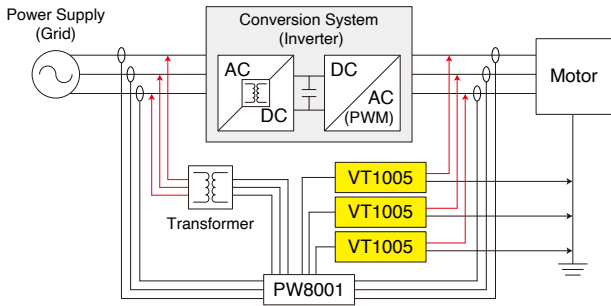 Power Supply
(Grid)
Conversion System
(Inverter)
AC
DC
DC
AC
(PWM)
Motor
Transformer
VT1005
VT1005
VT1005
PW8001